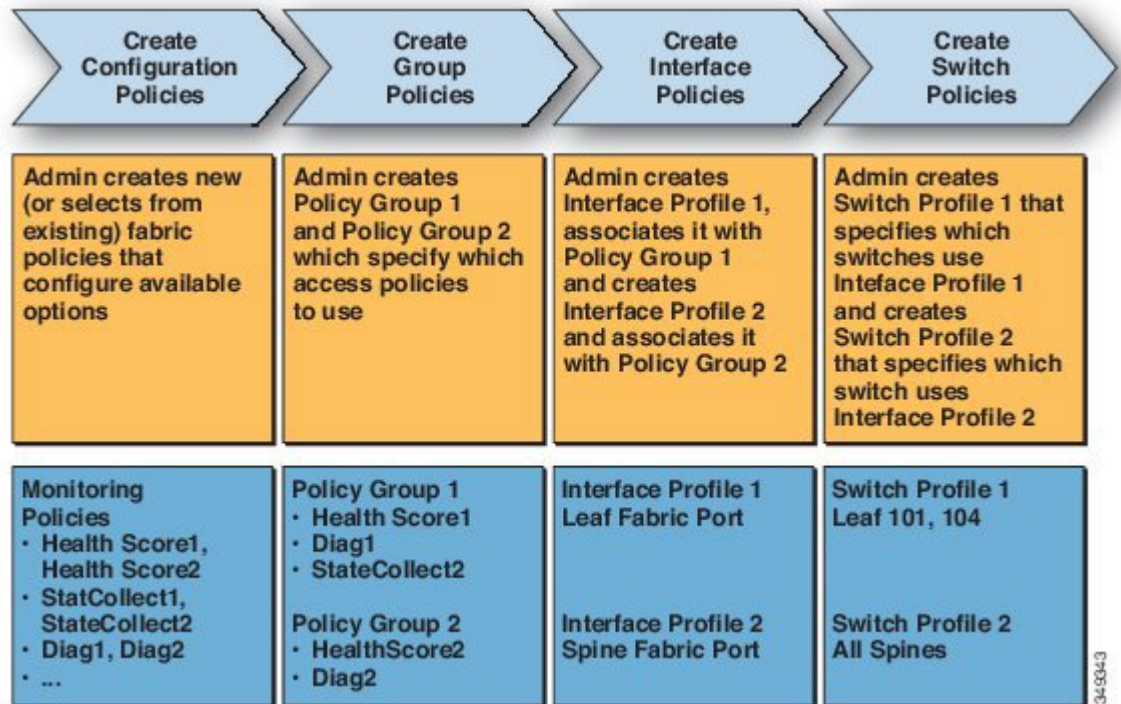 Create
Configuration
Policies
Create
Group
Policies
Create
Interface
Policies
Create
Switch
Policies
Admin creates new
(or selects from
existing) fabric
policies that
configure available
options
Admin creates
Policy Group 1
and Policy Group 2
which specify which
access policies
to use
Admin creates
Interface Profile 1,
associates it with
Policy Group 1
and creates
Interface Profile 2
and associates it
with Policy Group 2
Admin creates
Switch Profile 1 that
specifies which
switches use
Inteface Profile 1
and creates
Switch Profile 2
that specifies which
switch uses
Interface Profile 2
Monitoring
Policies
• Health Score1,
Health Score2
• StatCollect1,
StateCollect2
• Diag1, Diag2
• ...
Policy Group 1
• Health Score1
• Diag1
• StateCollect2
Policy Group 2
• HealthScore2
• Diag2
Interface Profile 1
Leaf Fabric Port
Interface Profile 2
Spine Fabric Port
Switch Profile 1
Leaf 101, 104
Switch Profile 2
All Spines
349343